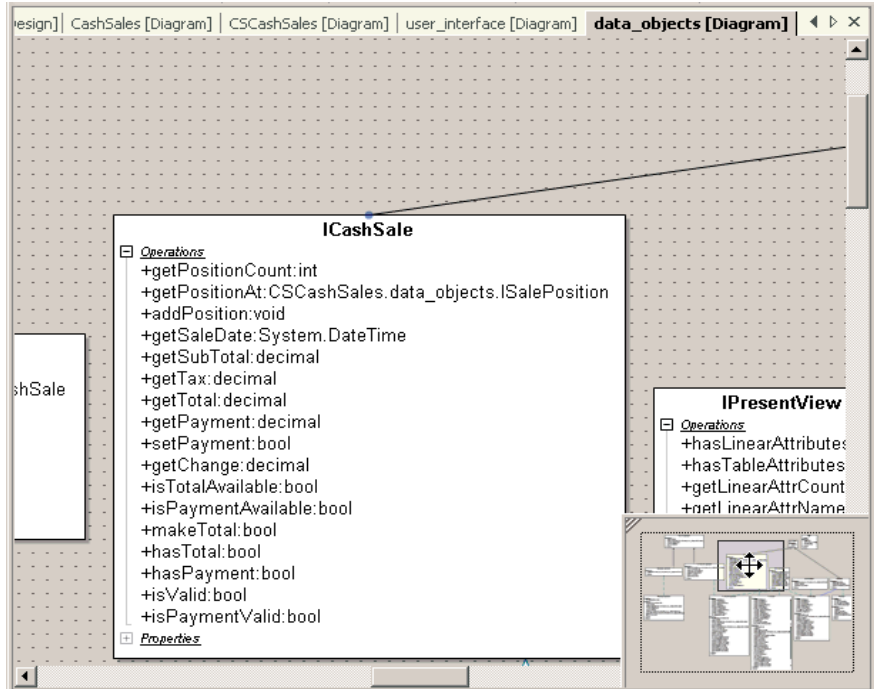 esign] CashSales [Diagram] CSCashSales [Diagram] user_interface [Diagram] data_objects [Diagram]
ICashSale
Operations
+getPositionCount:int
+getPositionAt:CSCashSales.data_objects.ISalePosition
+addPosition:void
+getSaleDate:System.DateTime
+getSubTotal:decimal
+getTax:decimal
+getTotal:decimal
+getPayment:decimal
+setPayment:bool
+getChange:decimal
+isTotalAvailable:bool
+isPaymentAvailable:bool
+makeTotal:bool
+hasTotal:bool
+hasPayment:bool
+isValid:bool
+isPaymentValid:bool
Properties
shSale
IPresentView
Operations
+hasLinearAttributes
+hasTableAttributes
+getLinearAttrCount
+getLinearAttrName